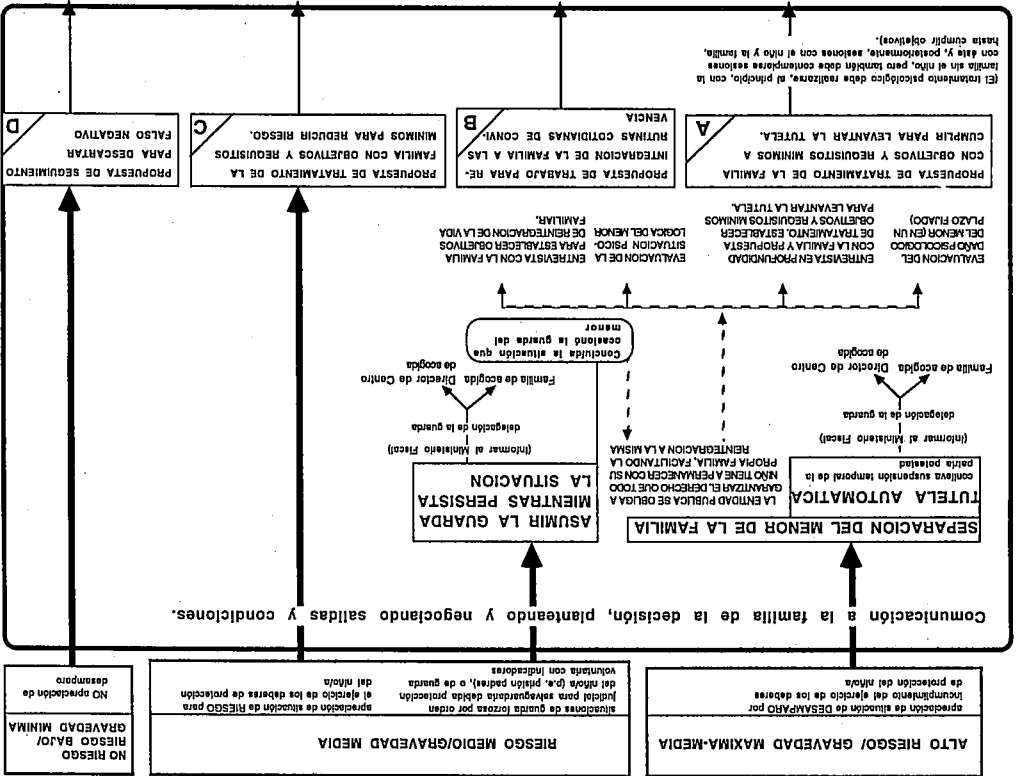 ALTO RIESGO/ GRAVEDAD MAXIMA-MEDIA
apreciación de situación de DESAMPARO por
incumplimiento del ejercicio de los deberes
de protección del niño/a
RIESGO MEDIO/GRAVEDAD MEDIA
situaciones de guarda forzosa por orden
judicial para salvaguardarla debida protección
del niño/a (p.e. prisión padres), o de guarda
voluntaria con indicadores
apreciación de situación de RIESGO para
el ejercicio de los deberes de protección
del niño/a
NO RIESGO
RIESGO BAJO/
GRAVEDAD MINIMA
NO apreciación de
desamparo
Comunicación a la familia de la decisión, planteando y negociando salidas y condiciones.
SEPARACION DEL MENOR DE LA FAMILIA
TUTELA AUTOMATICA
conlleva suspensión temporal de la
patria potestad
(Informar al Ministerio Fiscal)
delegación de la guarda
Familia de acogida
Director de Centro
de acogida
LA ENTIDAD PUBLICA SE OBLIGA A
GARANTIZAR EL DERECHO QUE TODO
NIÑO TIENE A PERMANECER CON SU
PROPIA FAMILIA, FACILITANDO LA
REINTEGRACION A LA MISMA
ASUMIR LA GUARDA
MIENTRAS PERSISTA
LA SITUACION
(Informar al Ministerio Fiscal)
delegación de la guarda
Familia de acogida
Director de Centro
de acogida
Concluída la situación que
ocasionó la guarda del
menor
EVALUACION DEL
DAÑO PSICOLOGICO
DEL MENOR (EN UN
PLAZO FIJADO)
ENTREVISTA EN PROFUNDIDAD
CON LA FAMILIA Y PROPUESTA
DE TRATAMIENTO. ESTABLECER
OBJETIVOS Y REQUISITOS MINIMOS
PARA LEVANTAR LA TUTELA.
EVALUACION DE LA
SITUACION PSICO-
LOGICA DEL MENOR
ENTREVISTA CON LA FAMILIA
PARA ESTABLECER OBJETIVOS
DE REINTEGRACION DE LA VIDA
FAMILIAR.
PROPUESTA DE TRATAMIENTO DE LA FAMILIA
CON OBJETIVOS Y REQUISITOS MINIMOS A
CUMPLIR PARA LEVANTAR LA TUTELA.
A
PROPUESTA DE TRABAJO PARA RE-
INTEGRACION DE LA FAMILIA A LAS
RUTINAS COTIDIANAS DE CONVI-
VENCIA
B
PROPUESTA DE TRATAMIENTO DE LA
FAMILIA CON OBJETIVOS Y REQUISITOS
MINIMOS PARA REDUCIR RIESGO.
C
PROPUESTA DE SEGUIMIENTO
PARA DESCARTAR
FALSO NEGATIVO
D
(El tratamiento psicológico debe realizarse, al principio, con la
familia sin el niño, pero también debe contemplarse sesiones
con éste y, posteriormente, sesiones con el niño y la familia,
hasta cumplir objetivos).